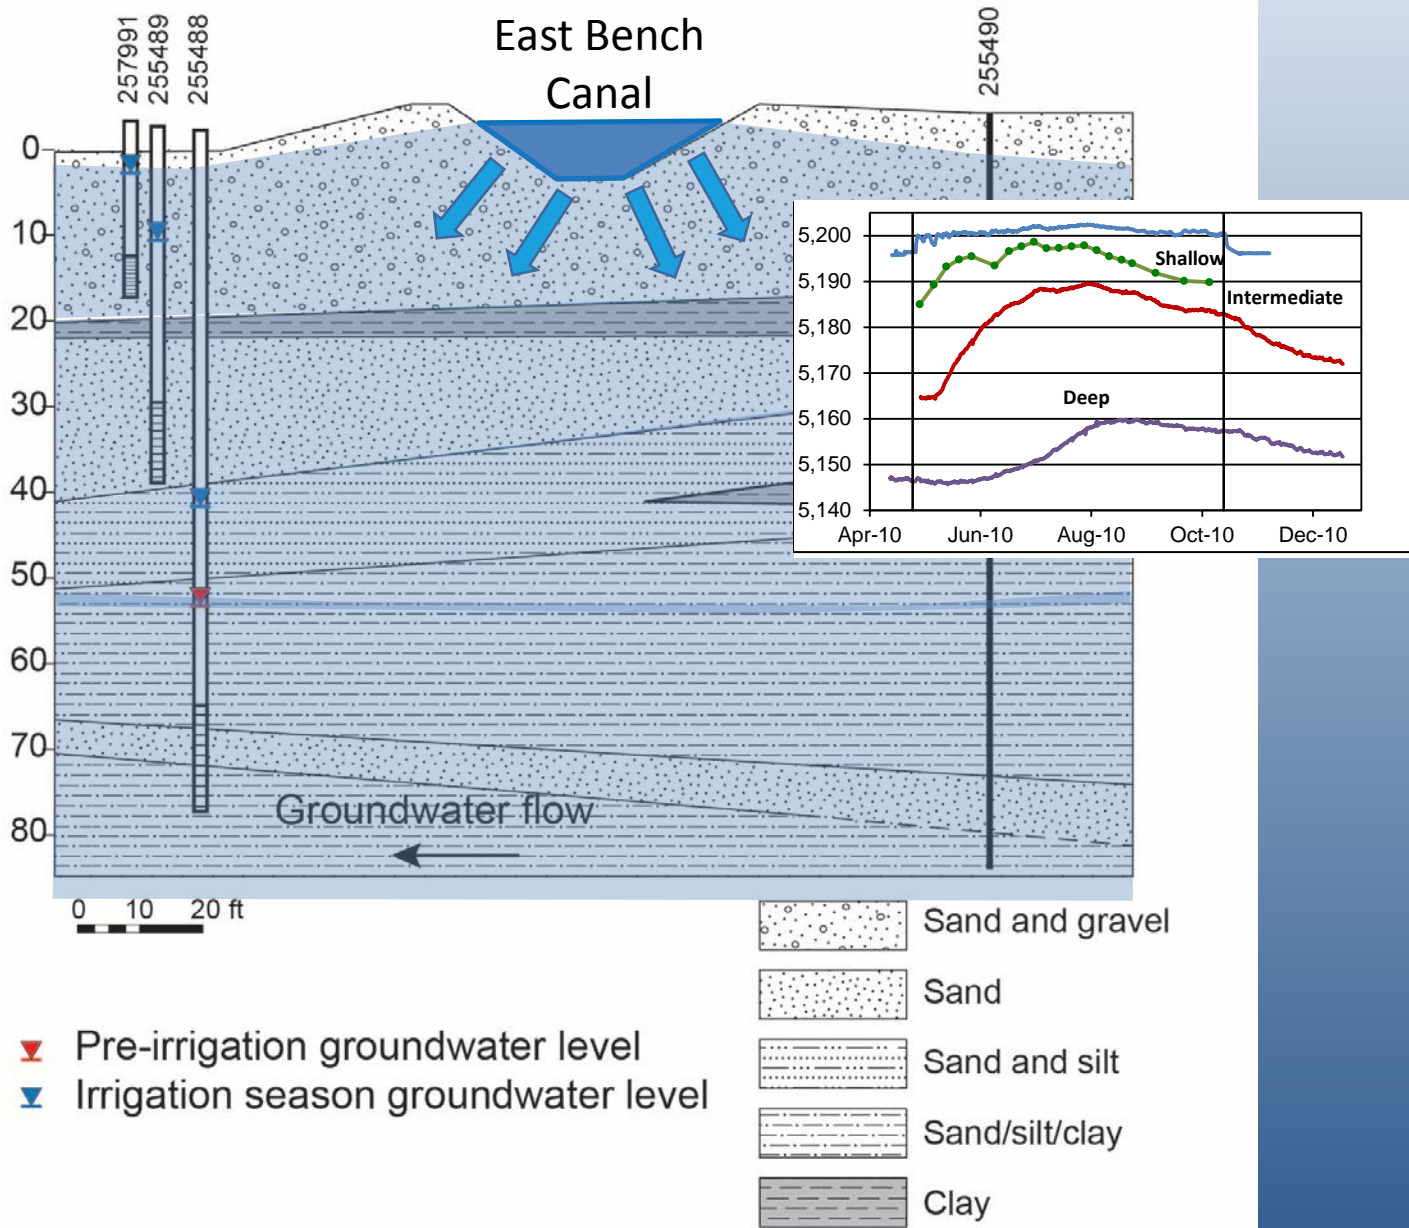 East Bench
Canal
257991
255489
255488
255490
0
10
20
30
40
50
60
70
80
5,200
5,190
5,180
5,170
5,160
5,150
5,140
Shallow
Intermediate
Deep
Apr-10 Jun-10 Aug-10 Oct-10 Dec-10
Groundwater flow
0 10 20 ft
Pre-irrigation groundwater level
Irrigation season groundwater level
Sand and gravel
Sand
Sand and silt
Sand/silt/clay
Clay